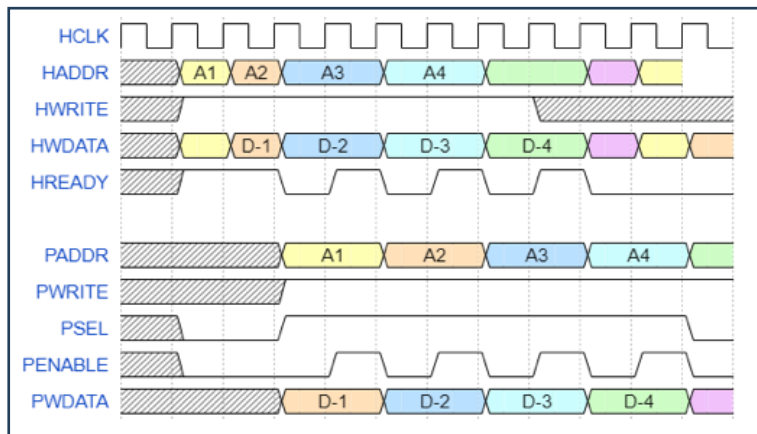 HCLK
HADDR A1 A2 A3 A4
HWRITE
HWDATA D-1 D-2 D-3 D-4
HREADY
PADDR A1 A2 A3 A4
PWRITE
PSEL
PENABLE
PWDATA D-1 D-2 D-3 D-4